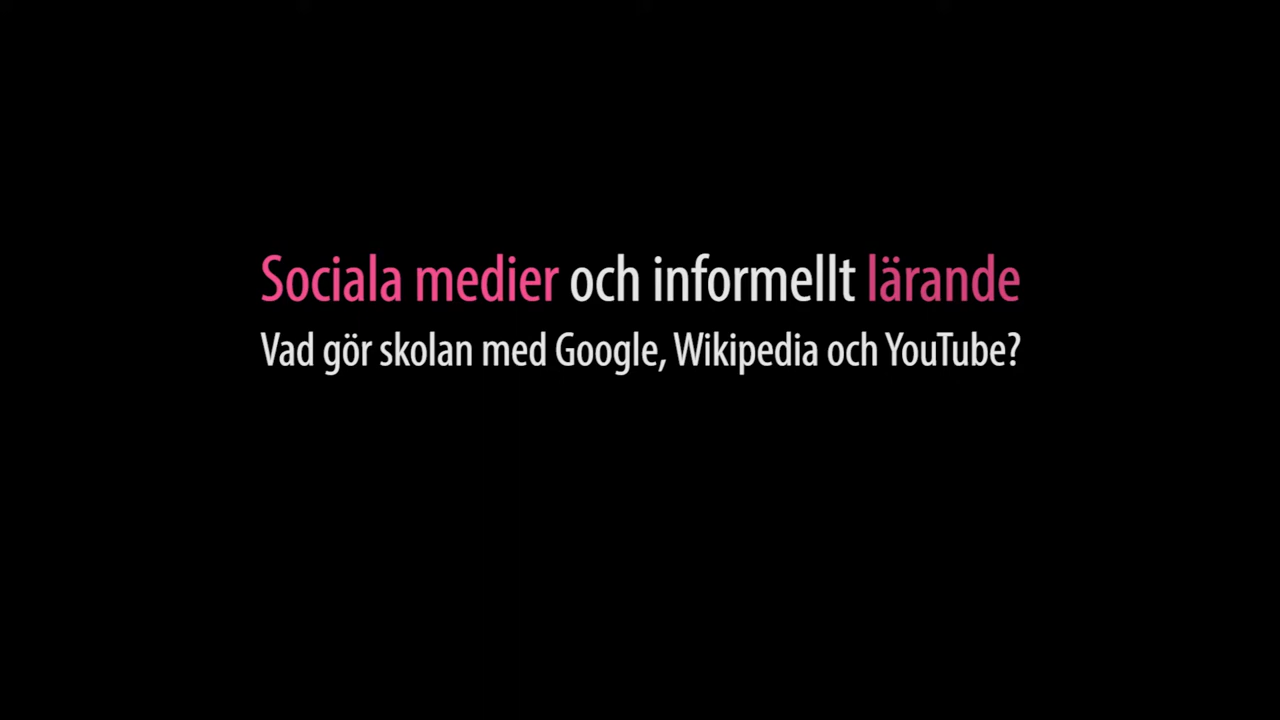 Sociala medier och informellt lärande
Vad gör skolan med Google, Wikipedia och YouTube?